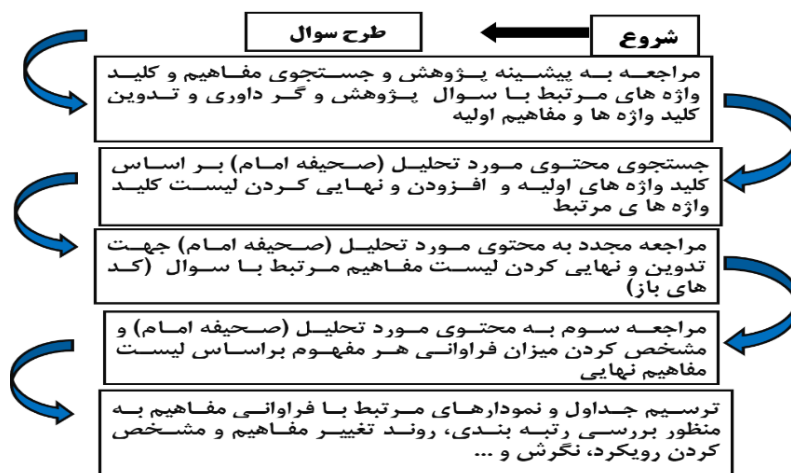 شروع
طرح سوال
مراجعه به پیشینه پژوهش و جستجوی مفاهیم و کلید
واژه های مرتبط با سوال پژوهش و گر داوری و تدوین
کلید واژه ها و مفاهیم اولیه
جستجوی محتوی مورد تحلیل (صحیفه امام) بر اساس
کلید واژه های اولیه و افزودن و نهایی کردن لیست کلید
واژه ها ی مرتبط
مراجعه مجدد به محتوی مورد تحلیل (صحیفه امام) جهت
تدوین و نهایی کردن لیست مفاهیم مرتبط با سوال (کد
های باز)
مراجعه سوم به محتوی مورد تحلیل (صحیفه امام) و
مشخص کردن میزان فراوانی هر مفهوم براساس لیست
مفاهیم نهایی
ترسیم جداول و نمودارهای مرتبط با فراوانی مفاهیم به
منظور بررسی رتبه بندی، روند تغییر مفاهیم و مشخص
کردن رویکرد، نگرش و ...